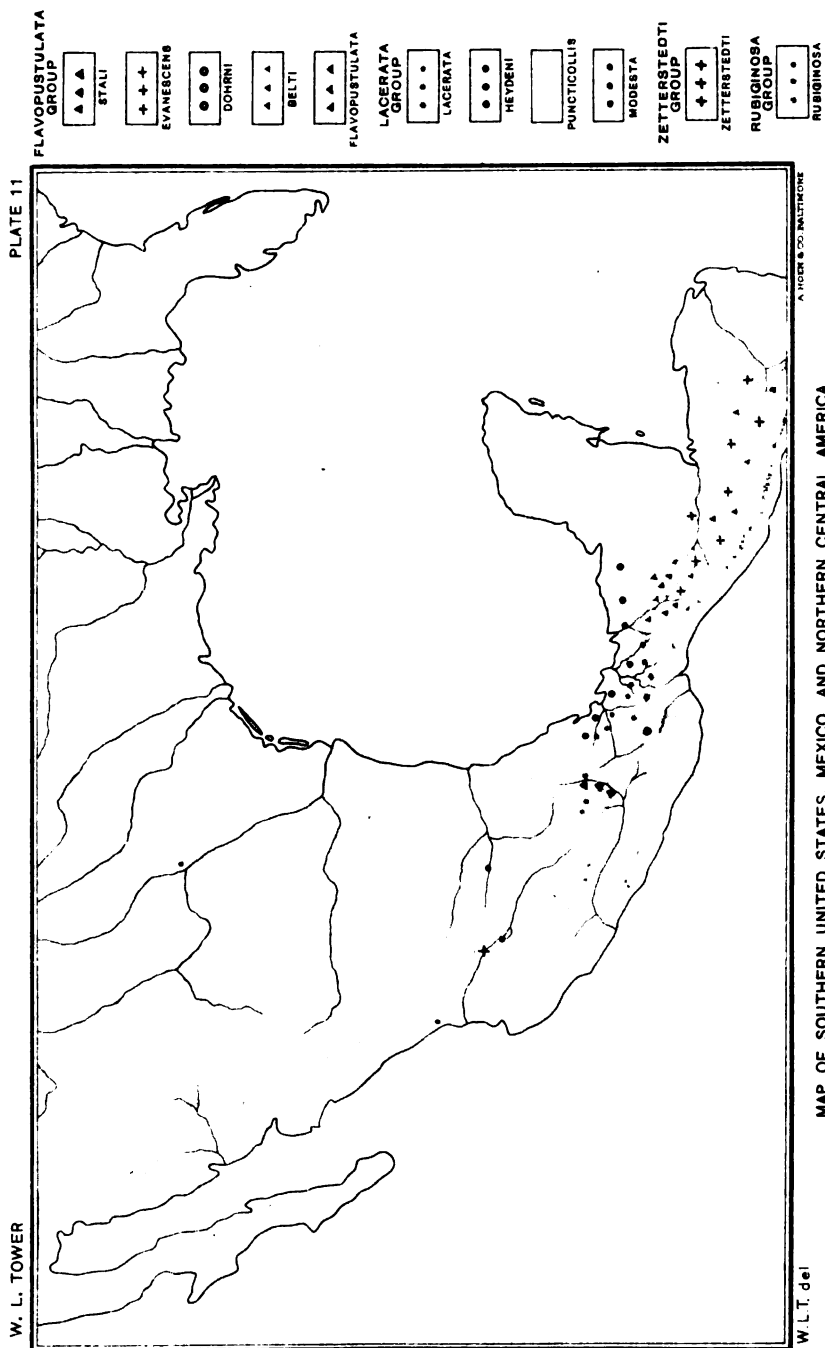 W. L. TOWER
PLATE 11
FLAVOPUSTULATA
GROUP
STALI
EVANESCENS
DOHRNI
BELTI
FLAVOPUSTULATA
LACERATA
GROUP
LACERATA
HEYDENI
PUNCTICOLLIS
MODESTA
ZETTERSTEDTI
GROUP
ZETTERSTEDTI
RUBIGINOSA
GROUP
RUBIGINOSA
W.L.T. del
A HOEN & CO. BALTIMORE
MAP OF SOUTHERN UNITED STATES, MEXICO, AND NORTHERN CENTRAL AMERICA